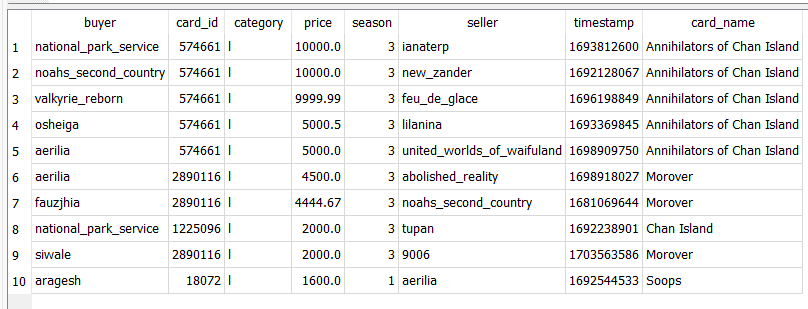 buyer card_id category price season seller timestamp card_name
1 national_park_service 574661 l 10000.0 3 ianaterp 1693812600 Annihilators of Chan Island
2 noahs_second_country 574661 l 10000.0 3 new_zander 1692128067 Annihilators of Chan Island
3 valkyrie_reborn 574661 l 9999.99 3 feu_de_glace 1696198849 Annihilators of Chan Island
4 osheiga 574661 l 5000.5 3 lilanina 1693369845 Annihilators of Chan Island
5 aerilia 574661 l 5000.0 3 united_worlds_of_waifuland 1698909750 Annihilators of Chan Island
6 aerilia 2890116 l 4500.0 3 abolished_reality 1698918027 Morover
7 fauzjhia 2890116 l 4444.67 3 noahs_second_country 1681069644 Morover
8 national_park_service 1225096 l 2000.0 3 tupan 1692238901 Chan Island
9 siwale 2890116 l 2000.0 3 9006 1703563586 Morover
10 aragesh 18072 l 1600.0 1 aerilia 1692544533 Soops